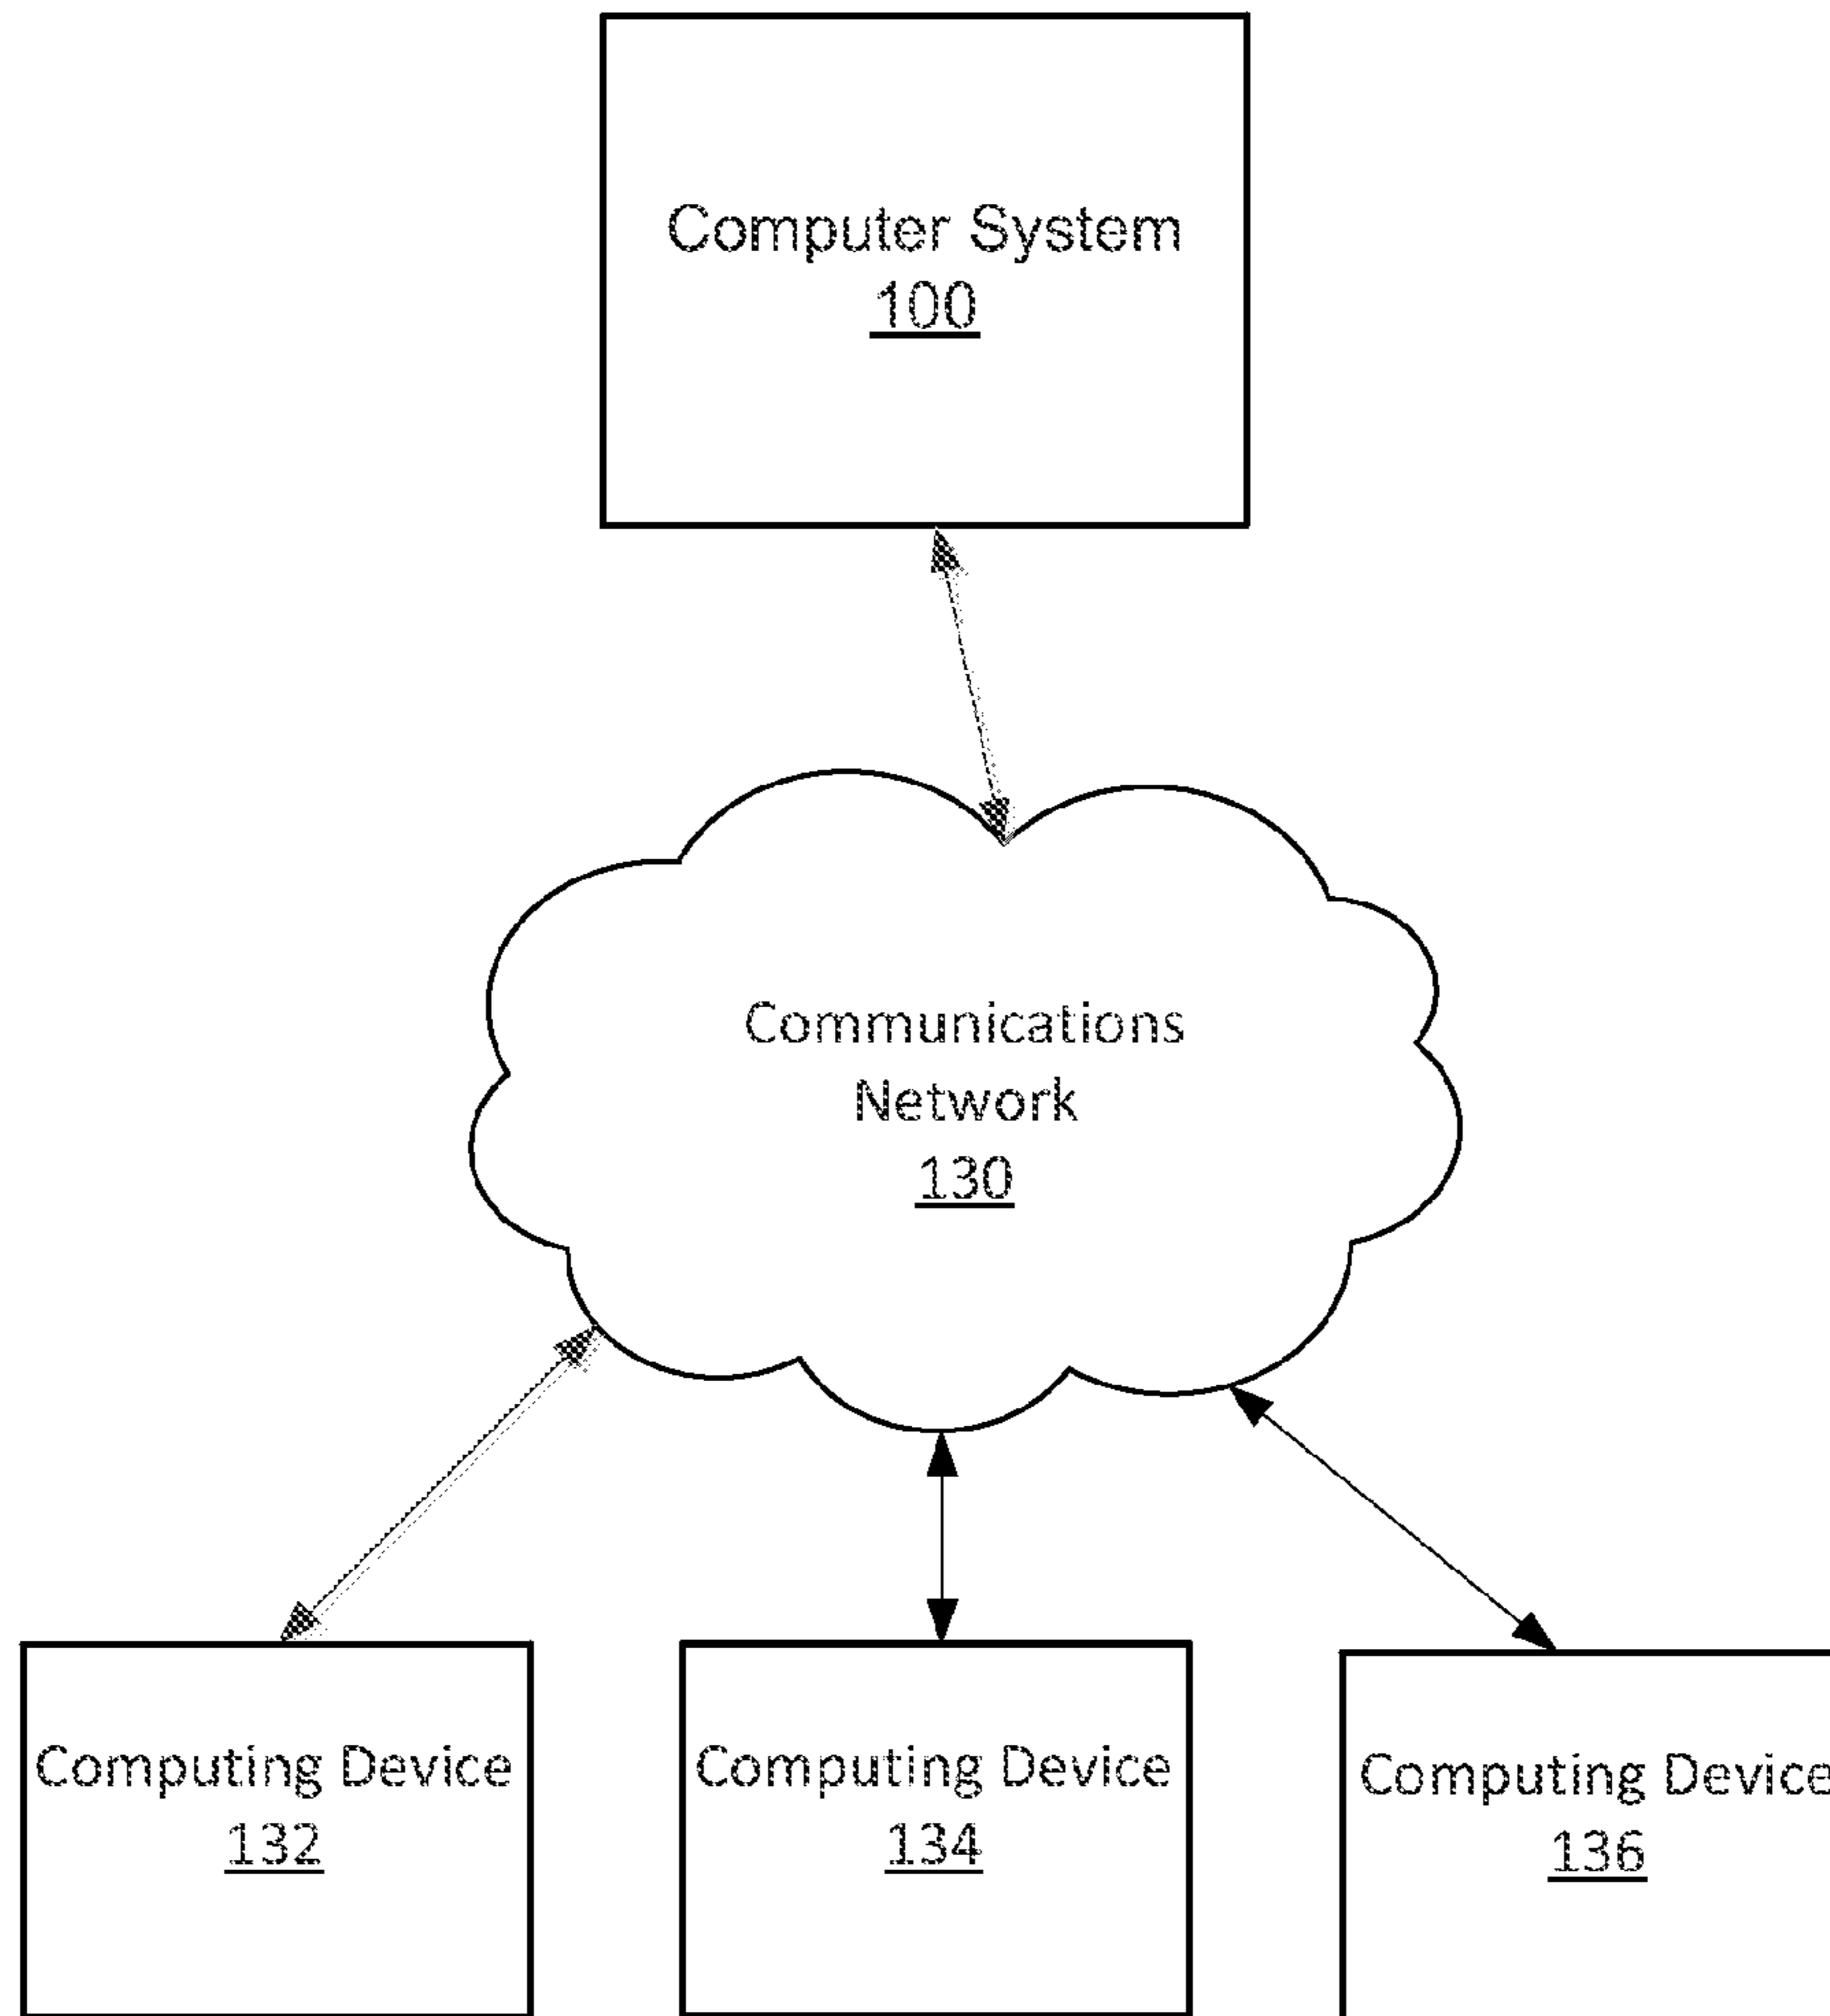 Computer System
100
Communications
Network
130
Computing Device
132
Computing Device
134
Computing Device
136